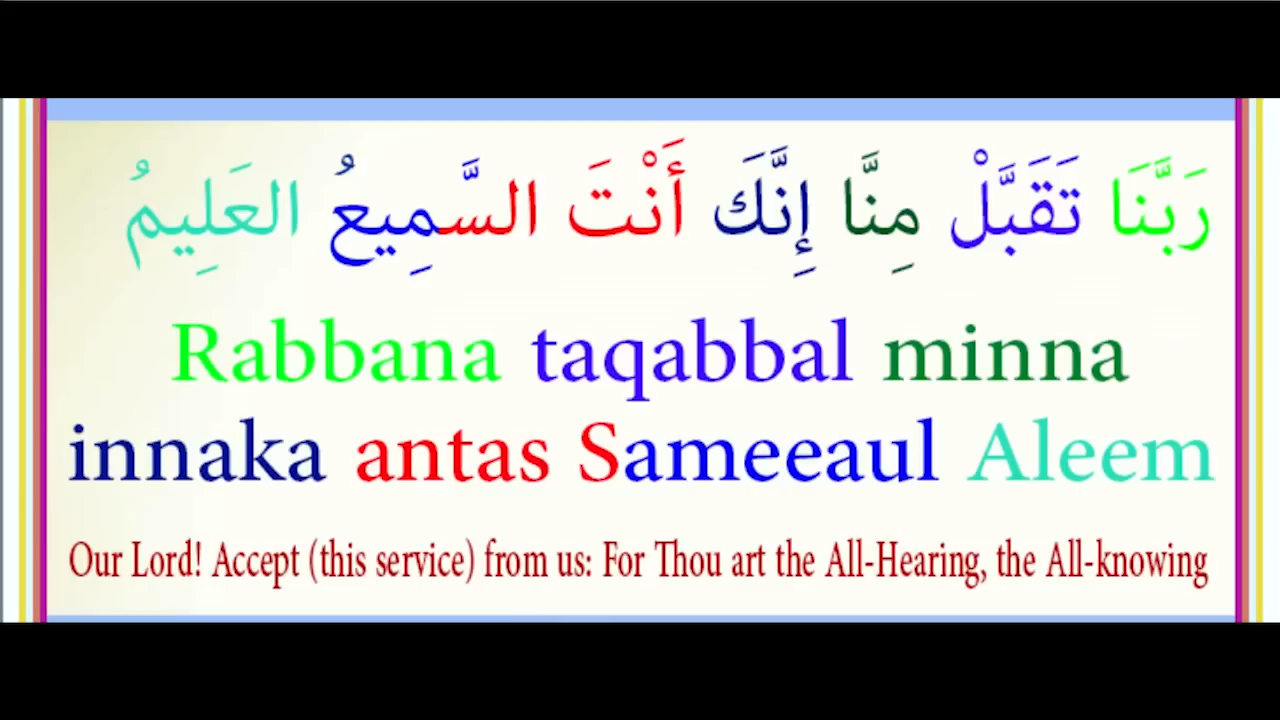 رَبَّنَا تَقَبَّلْ مِنَّا إِنَّكَ أَنْتَ السَّمِيعُ العَلِيمُ
Rabbana taqabbal minna
innaka antas Sameeaul Aleem
Our Lord! Accept (this service) from us: For Thou art the All-Hearing, the All-knowing